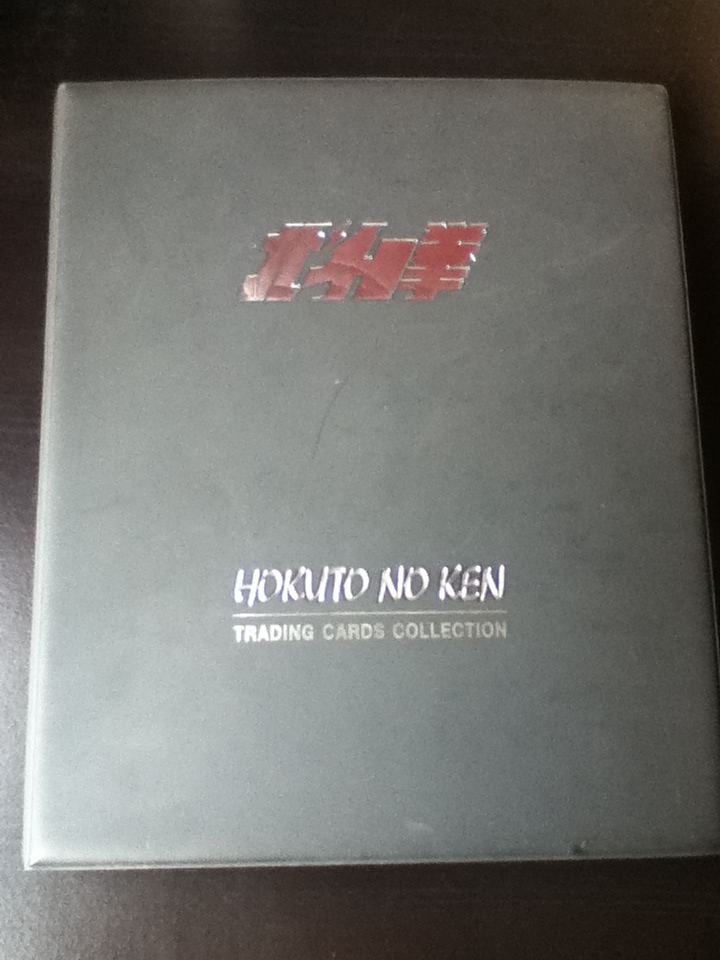 北斗の拳
HOKUTO NO KEN
TRADING CARDS COLLECTION